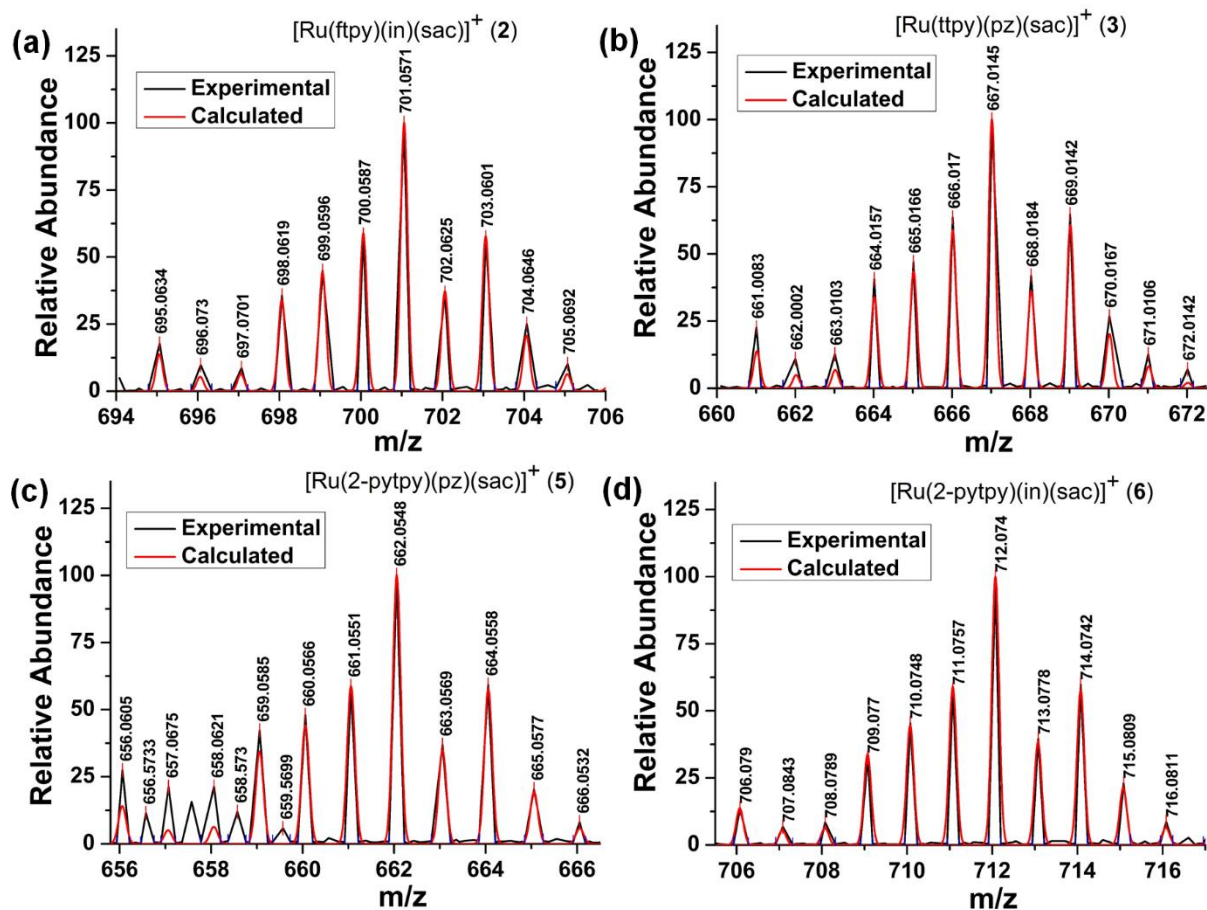 (a)
[Ru(ftpy)(in)(sac)]⁺ (2)
Relative Abundance
125
100
75
50
25
0
Experimental
Calculated
695.0634
696.073
697.0701
698.0619
699.0596
700.0587
701.0571
702.0625
703.0601
704.0646
705.0692
694 696 698 700 702 704 706
m/z
(b)
[Ru(ttpy)(pz)(sac)]⁺ (3)
Relative Abundance
125
100
75
50
25
0
Experimental
Calculated
661.0083
662.0002
663.0103
664.0157
665.0166
666.017
667.0145
668.0184
669.0142
670.0167
671.0106
672.0142
660 662 664 666 668 670 672
m/z
(c)
[Ru(2-pytpy)(pz)(sac)]⁺ (5)
Relative Abundance
125
100
75
50
25
0
Experimental
Calculated
656.0605
656.5733
657.0675
658.0621
658.573
659.0585
659.5699
660.0566
661.0551
662.0548
663.0569
664.0558
665.0577
666.0532
656 658 660 662 664 666
m/z
(d)
[Ru(2-pytpy)(in)(sac)]⁺ (6)
Relative Abundance
125
100
75
50
25
0
Experimental
Calculated
706.079
707.0843
708.0789
709.077
710.0748
711.0757
712.074
713.0778
714.0742
715.0809
716.0811
706 708 710 712 714 716
m/z